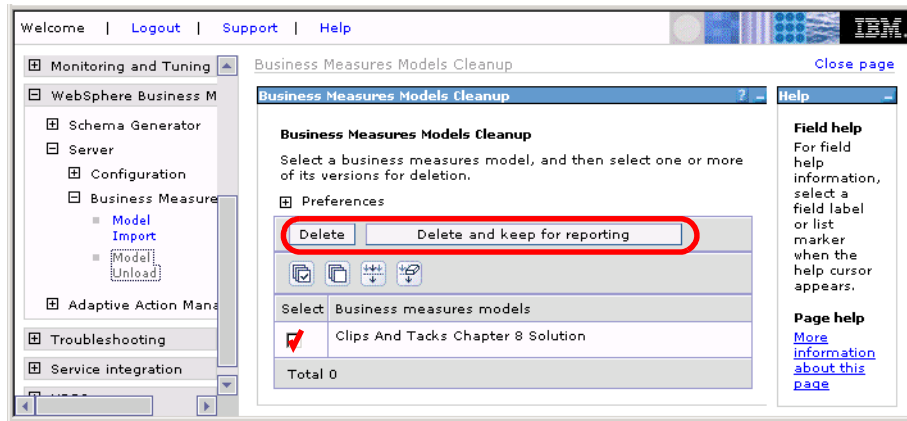 Welcome | Logout | Support | Help
IBM.
Monitoring and Tuning
WebSphere Business M
Schema Generator
Server
Configuration
Business Measure
Model
Import
Model
Unload
Adaptive Action Mana
Troubleshooting
Service integration
Business Measures Models Cleanup
Close page
Business Measures Models Cleanup ? –
Business Measures Models Cleanup
Select a business measures model, and then select one or more
of its versions for deletion.
Preferences
Delete
Delete and keep for reporting
Select Business measures models
Clips And Tacks Chapter 8 Solution
Total 0
Help –
Field help
For field
help
information,
select a
field label
or list
marker
when the
help cursor
appears.
Page help
More
information
about this
page